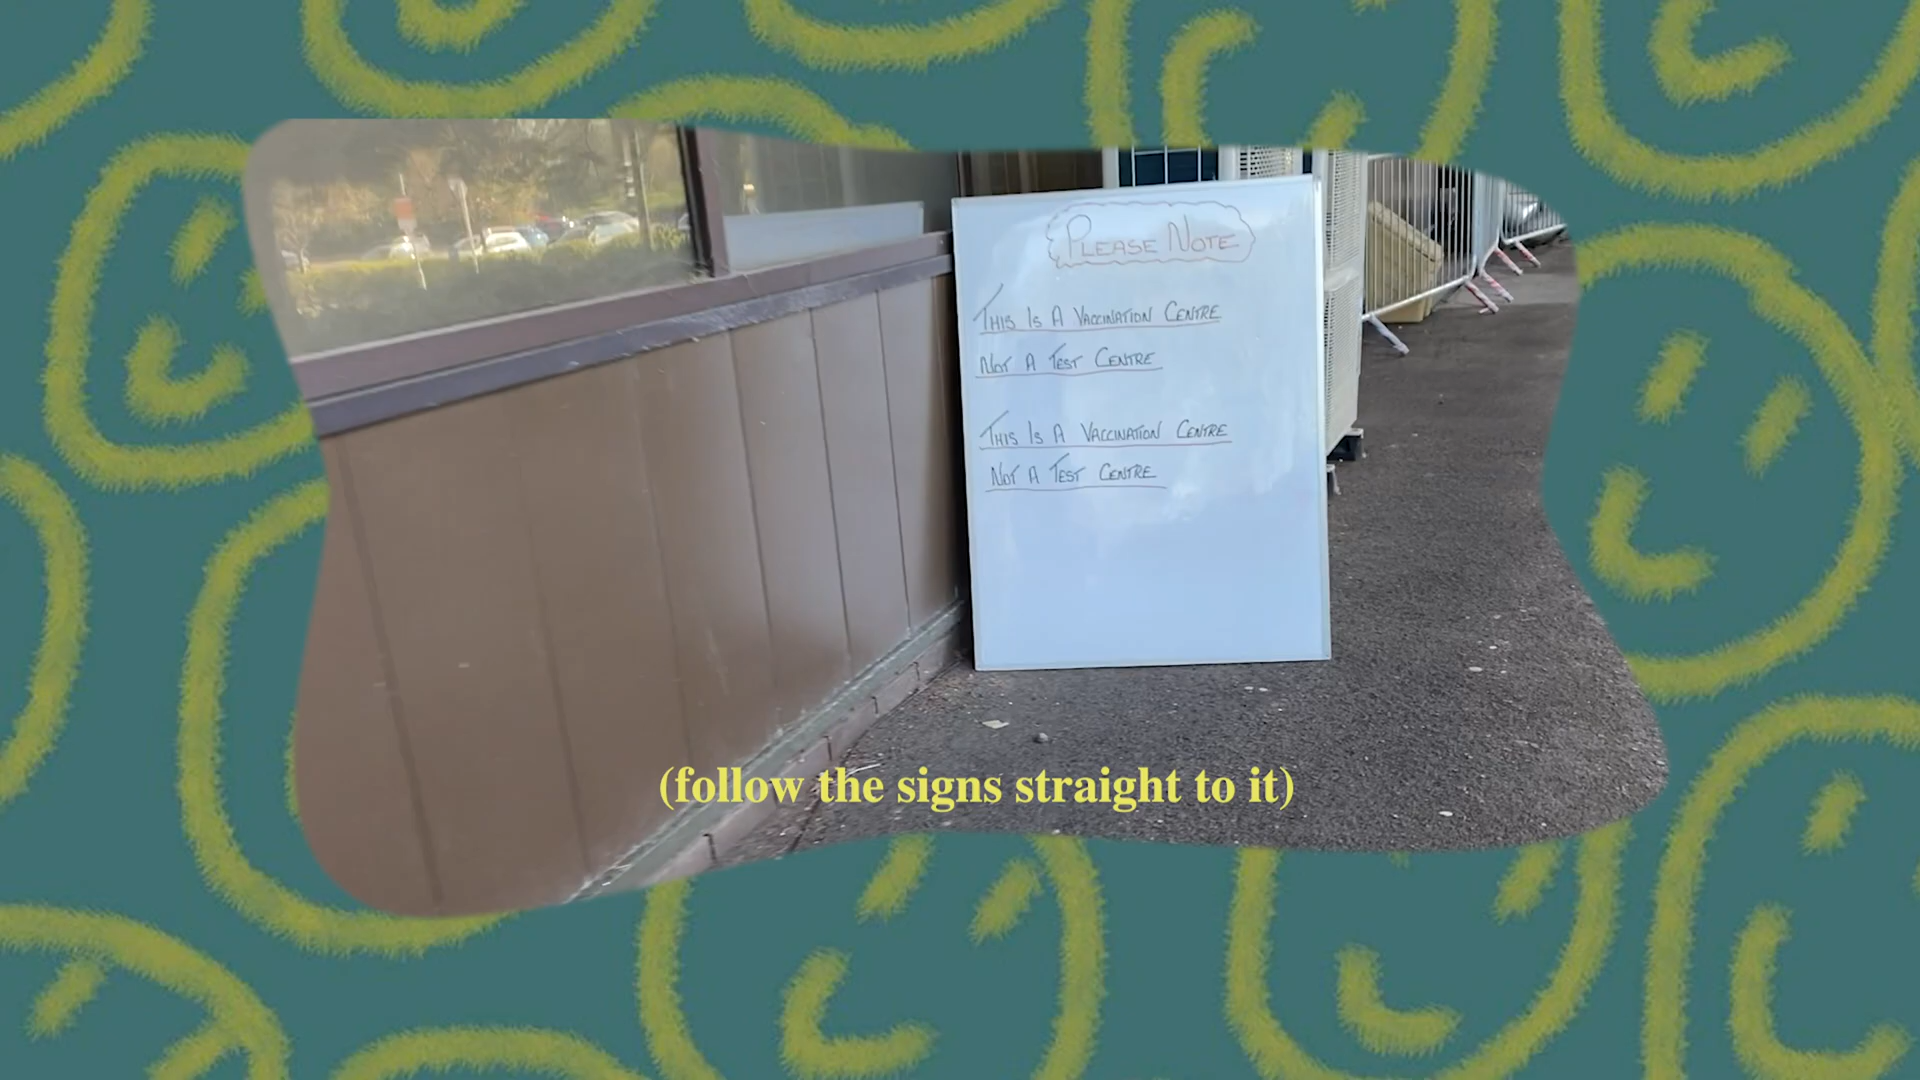 PLEASE NOTE
THIS IS A VACCINATION CENTRE
NOT A TEST CENTRE
THIS IS A VACCINATION CENTRE
NOT A TEST CENTRE
(follow the signs straight to it)